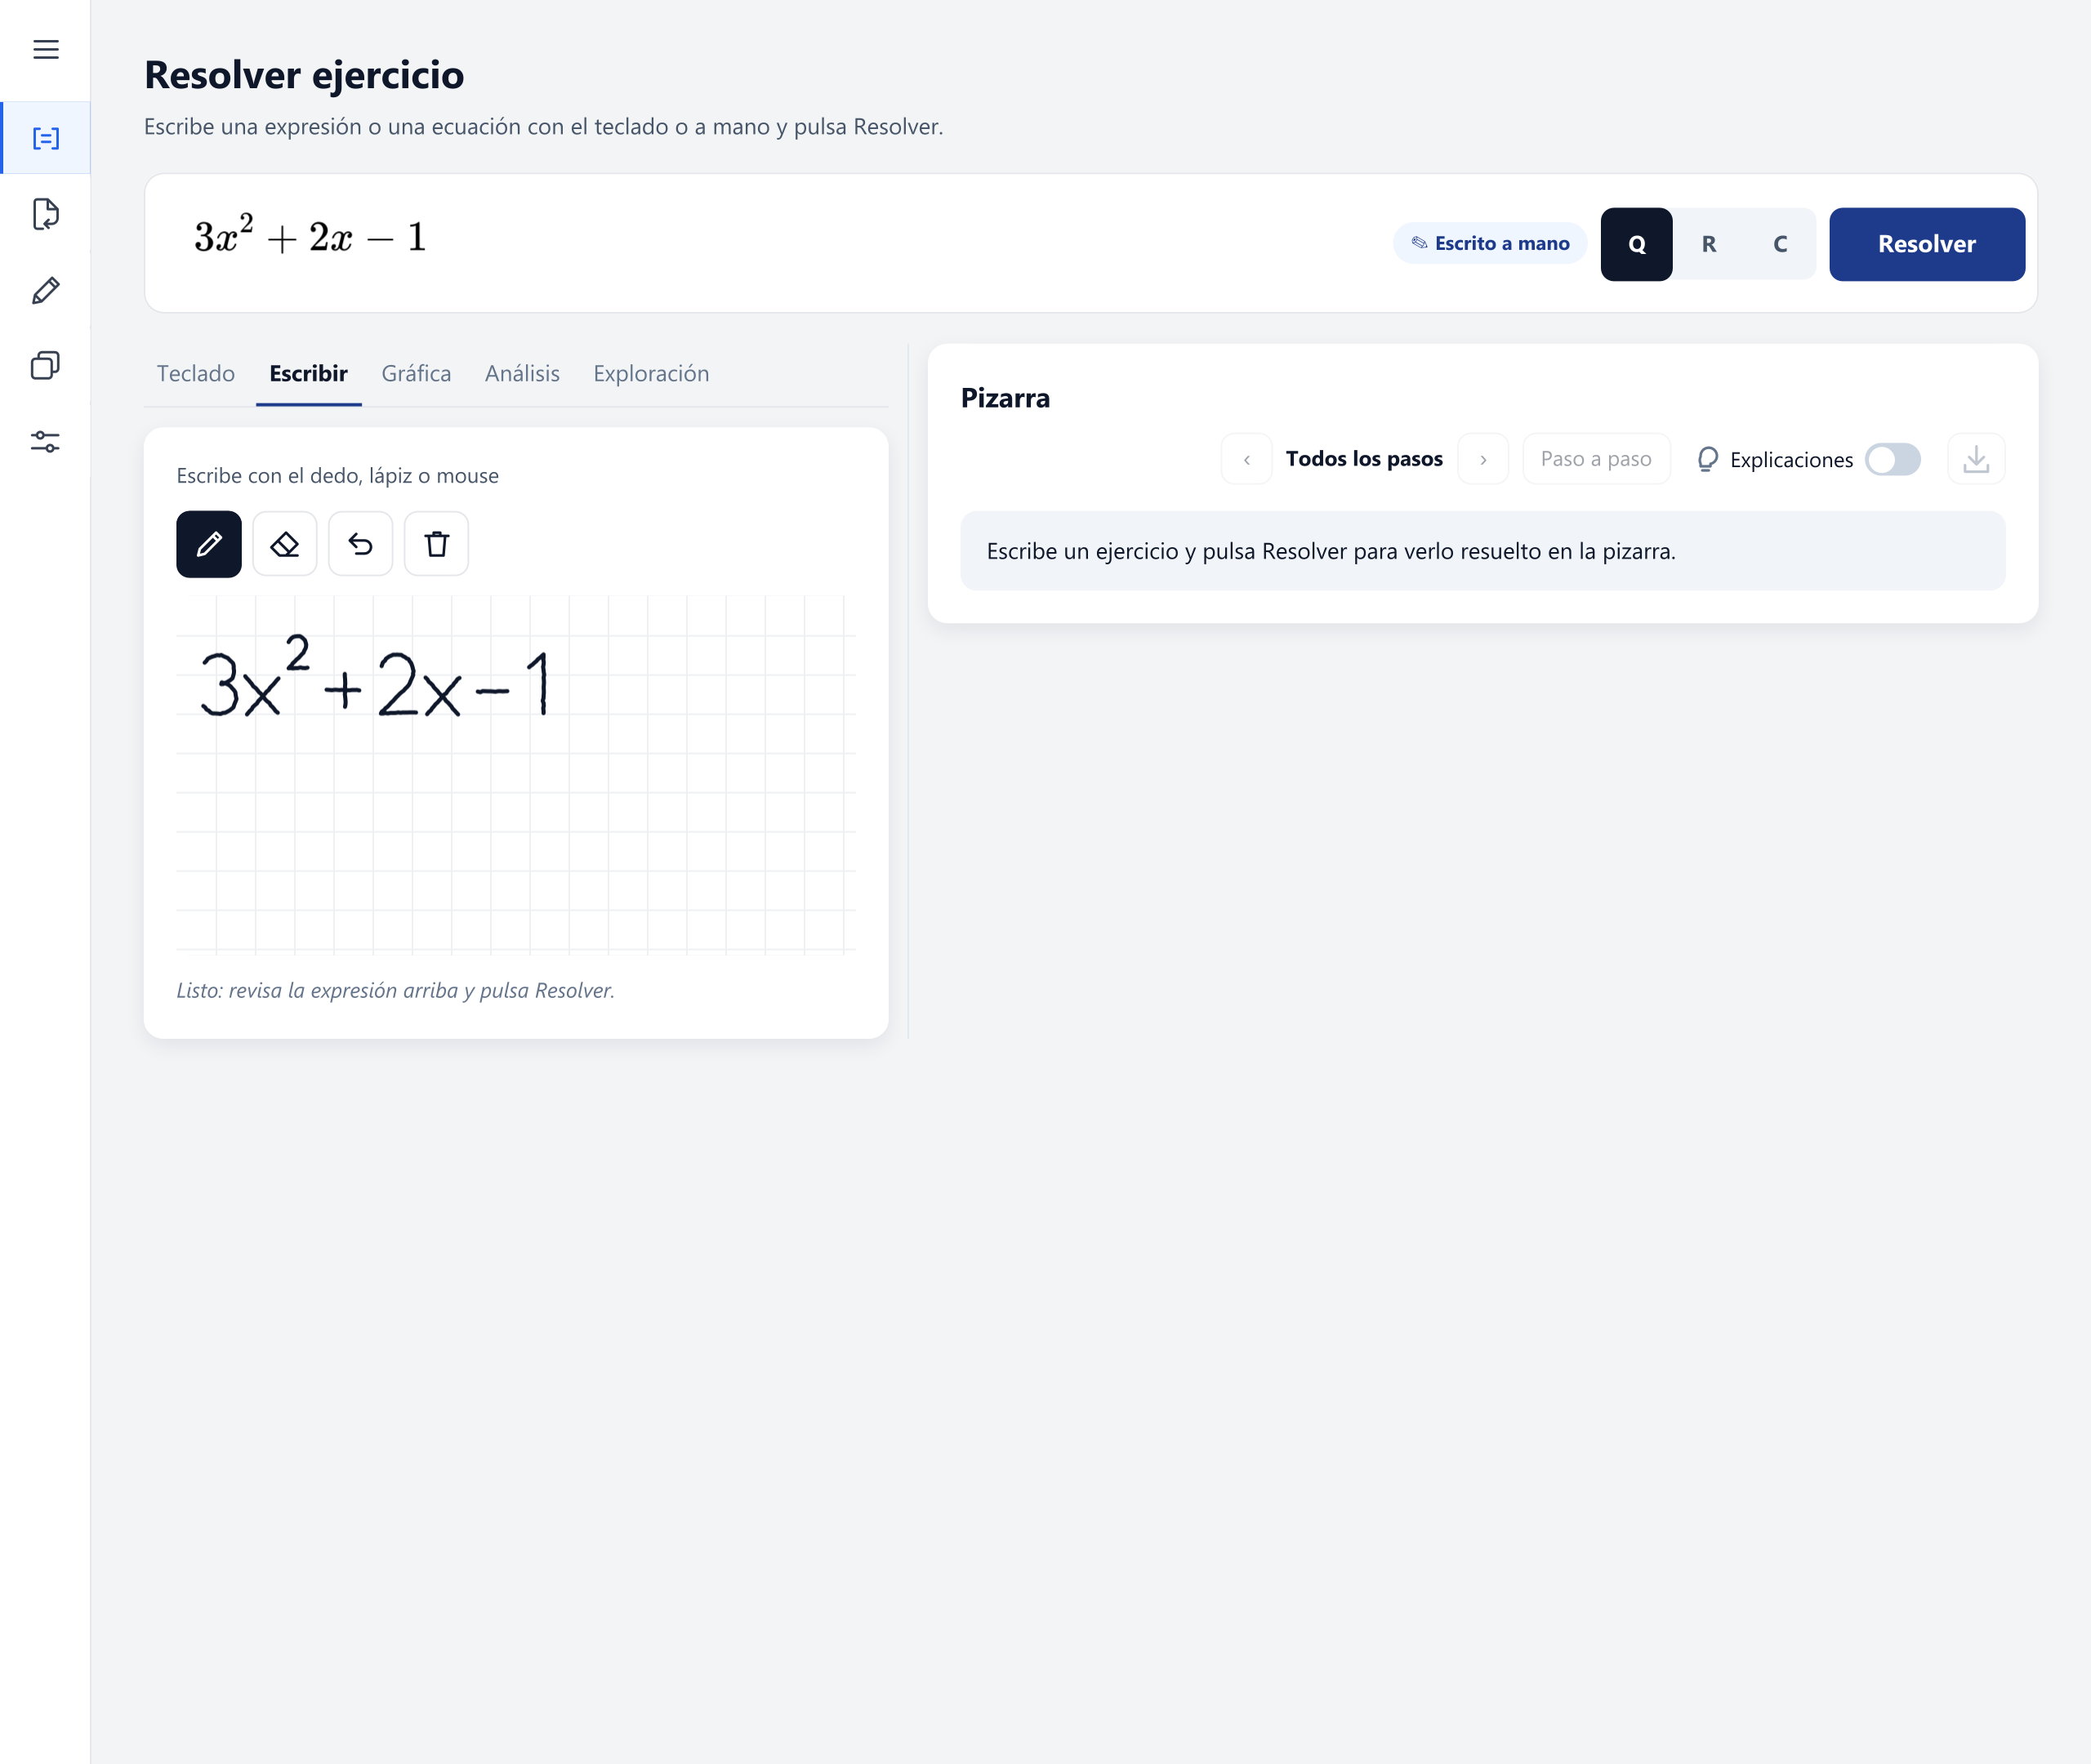 Resolver ejercicio
Escribe una expresión o una ecuación con el teclado o a mano y pulsa Resolver.
3x² + 2x − 1
✎ Escrito a mano
Q R C
Resolver
Teclado Escribir Gráfica Análisis Exploración
Escribe con el dedo, lápiz o mouse
3x²+2x−1
Listo: revisa la expresión arriba y pulsa Resolver.
Pizarra
‹ Todos los pasos › Paso a paso Explicaciones
Escribe un ejercicio y pulsa Resolver para verlo resuelto en la pizarra.